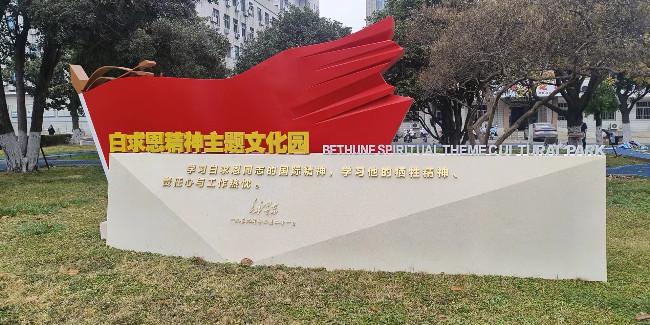 白求恩精神主题文化园
BETHUNE SPIRITUAL THEME CULTURAL PARK
学习白求恩同志的国际精神，学习他的牺牲精神、
责任心与工作热忱。